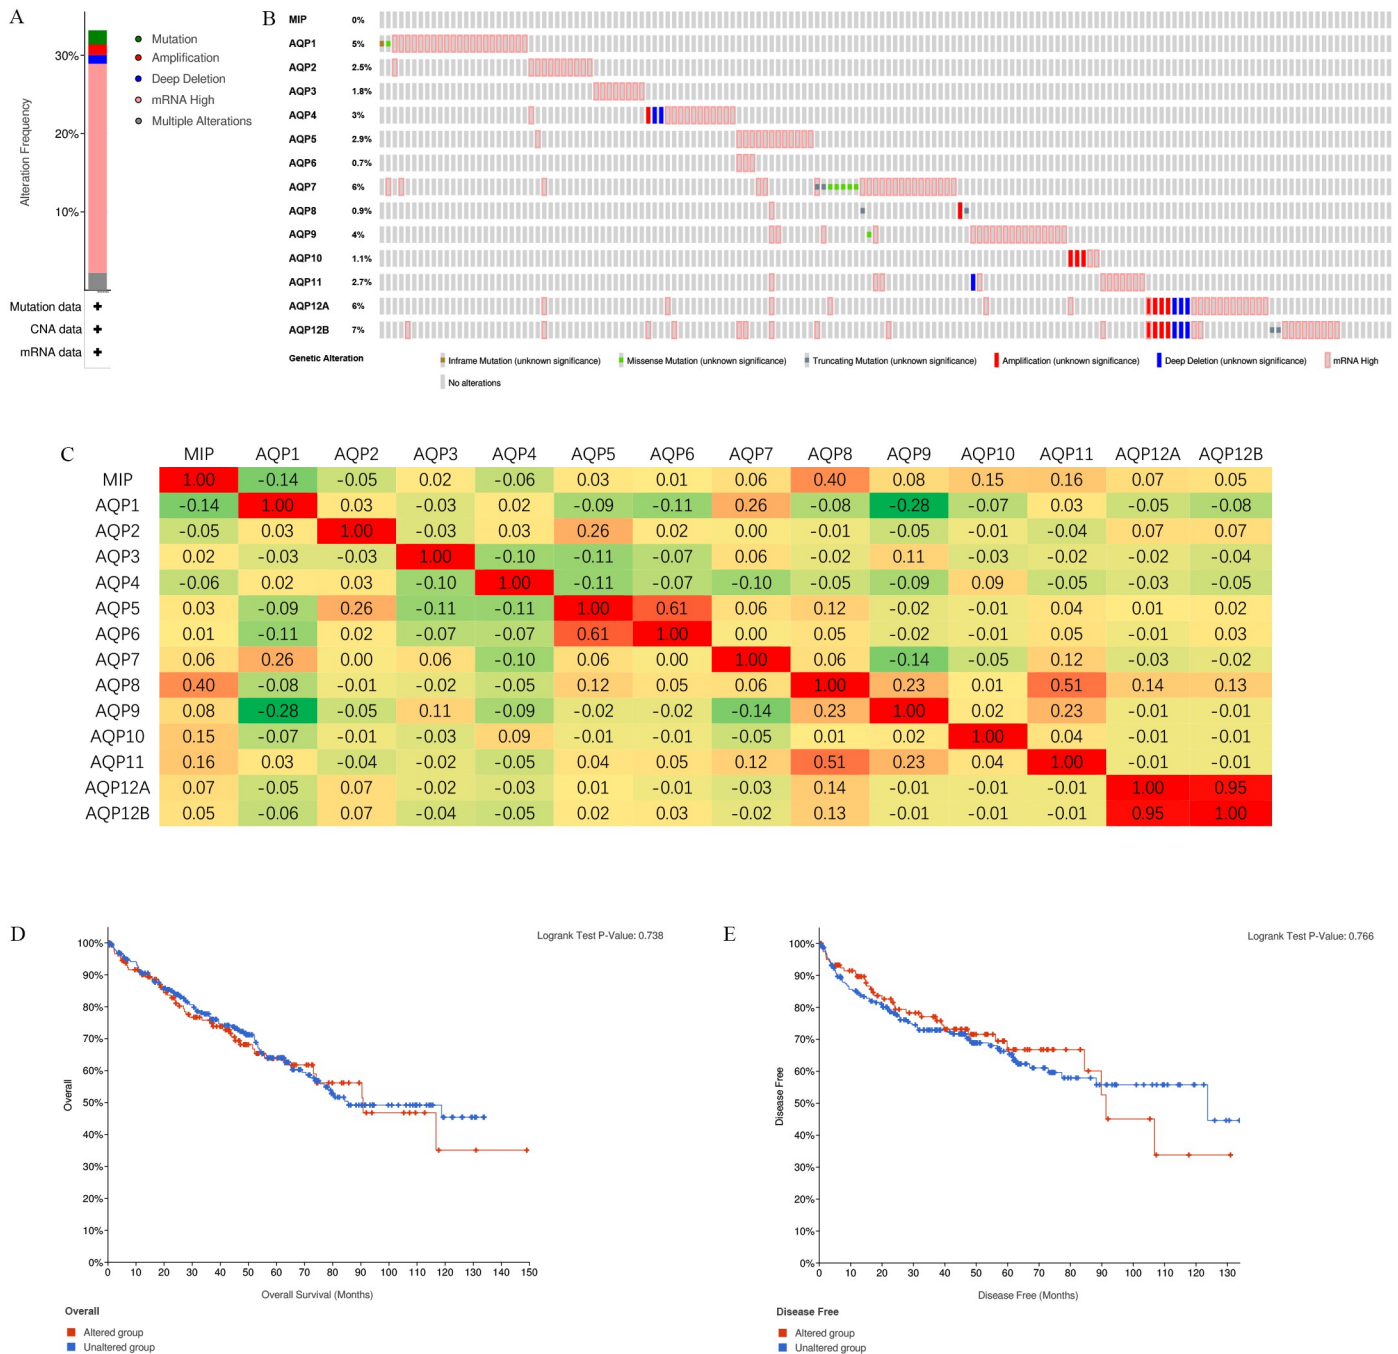 A
Alteration Frequency
30%
20%
10%
Mutation
Amplification
Deep Deletion
mRNA High
Multiple Alterations
Mutation data +
CNA data +
mRNA data +
B
MIP 0%
AQP1 5%
AQP2 2.5%
AQP3 1.8%
AQP4 3%
AQP5 2.9%
AQP6 0.7%
AQP7 6%
AQP8 0.9%
AQP9 4%
AQP10 1.1%
AQP11 2.7%
AQP12A 6%
AQP12B 7%
Genetic Alteration Inframe Mutation (unknown significance) Missense Mutation (unknown significance) Truncating Mutation (unknown significance) Amplification (unknown significance) Deep Deletion (unknown significance) mRNA High
No alterations
C
MIP AQP1 AQP2 AQP3 AQP4 AQP5 AQP6 AQP7 AQP8 AQP9 AQP10 AQP11 AQP12A AQP12B
MIP 1.00 -0.14 -0.05 0.02 -0.06 0.03 0.01 0.06 0.40 0.08 0.15 0.16 0.07 0.05
AQP1 -0.14 1.00 0.03 -0.03 0.02 -0.09 -0.11 0.26 -0.08 -0.28 -0.07 0.03 -0.05 -0.08
AQP2 -0.05 0.03 1.00 -0.03 0.03 0.26 0.02 0.00 -0.01 -0.05 -0.01 -0.04 0.07 0.07
AQP3 0.02 -0.03 -0.03 1.00 -0.10 -0.11 -0.07 0.06 -0.02 0.11 -0.03 -0.02 -0.02 -0.04
AQP4 -0.06 0.02 0.03 -0.10 1.00 -0.11 -0.07 -0.10 -0.05 -0.09 0.09 -0.05 -0.03 -0.05
AQP5 0.03 -0.09 0.26 -0.11 -0.11 1.00 0.61 0.06 0.12 -0.02 -0.01 0.04 0.01 0.02
AQP6 0.01 -0.11 0.02 -0.07 -0.07 0.61 1.00 0.00 0.05 -0.02 -0.01 0.05 -0.01 0.03
AQP7 0.06 0.26 0.00 0.06 -0.10 0.06 0.00 1.00 0.06 -0.14 -0.05 0.12 -0.03 -0.02
AQP8 0.40 -0.08 -0.01 -0.02 -0.05 0.12 0.05 0.06 1.00 0.23 0.01 0.51 0.14 0.13
AQP9 0.08 -0.28 -0.05 0.11 -0.09 -0.02 -0.02 -0.14 0.23 1.00 0.02 0.23 -0.01 -0.01
AQP10 0.15 -0.07 -0.01 -0.03 0.09 -0.01 -0.01 -0.05 0.01 0.02 1.00 0.04 -0.01 -0.01
AQP11 0.16 0.03 -0.04 -0.02 -0.05 0.04 0.05 0.12 0.51 0.23 0.04 1.00 -0.01 -0.01
AQP12A 0.07 -0.05 0.07 -0.02 -0.03 0.01 -0.01 -0.03 0.14 -0.01 -0.01 -0.01 1.00 0.95
AQP12B 0.05 -0.06 0.07 -0.04 -0.05 0.02 0.03 -0.02 0.13 -0.01 -0.01 -0.01 0.95 1.00
D
Logrank Test P-Value: 0.738
Overall
100%
90%
80%
70%
60%
50%
40%
30%
20%
10%
0%
0 10 20 30 40 50 60 70 80 90 100 110 120 130 140 150
Overall Survival (Months)
Overall
Altered group
Unaltered group
E
Logrank Test P-Value: 0.766
Disease Free
100%
90%
80%
70%
60%
50%
40%
30%
20%
10%
0%
0 10 20 30 40 50 60 70 80 90 100 110 120 130
Disease Free (Months)
Disease Free
Altered group
Unaltered group